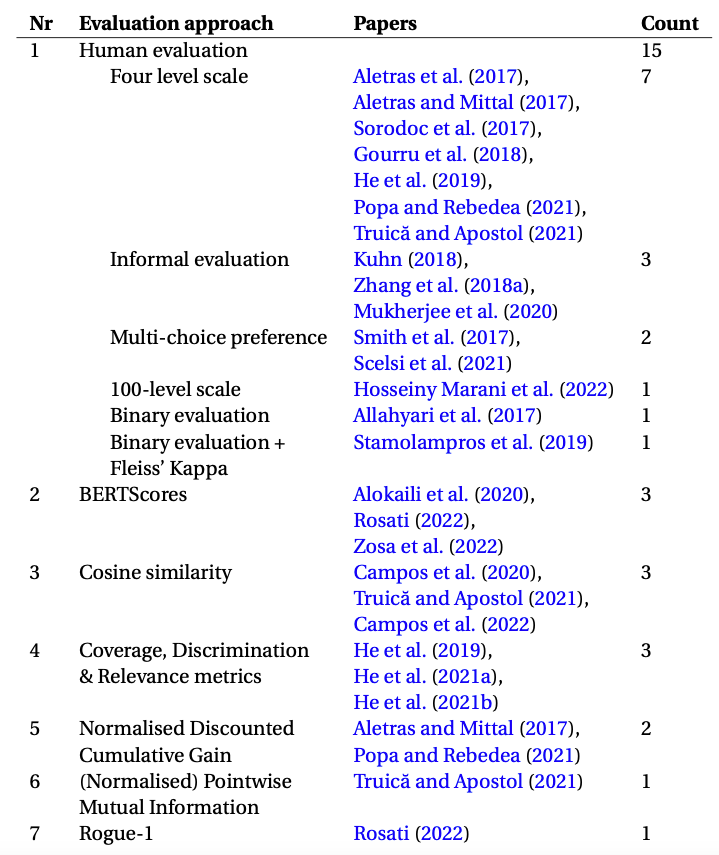 Nr Evaluation approach Papers Count
1 Human evaluation 15
Four level scale Aletras et al. (2017), 7
Aletras and Mittal (2017),
Sorodoc et al. (2017),
Gourru et al. (2018),
He et al. (2019),
Popa and Rebedea (2021),
Truică and Apostol (2021)
Informal evaluation Kuhn (2018), 3
Zhang et al. (2018a),
Mukherjee et al. (2020)
Multi-choice preference Smith et al. (2017), 2
Scelsi et al. (2021)
100-level scale Hosseiny Marani et al. (2022) 1
Binary evaluation Allahyari et al. (2017) 1
Binary evaluation + Stamolampros et al. (2019) 1
Fleiss’ Kappa
2 BERTScores Alokaili et al. (2020), 3
Rosati (2022),
Zosa et al. (2022)
3 Cosine similarity Campos et al. (2020), 3
Truică and Apostol (2021),
Campos et al. (2022)
4 Coverage, Discrimination He et al. (2019), 3
& Relevance metrics He et al. (2021a),
He et al. (2021b)
5 Normalised Discounted Aletras and Mittal (2017), 2
Cumulative Gain Popa and Rebedea (2021)
6 (Normalised) Pointwise Truică and Apostol (2021) 1
Mutual Information
7 Rogue-1 Rosati (2022) 1